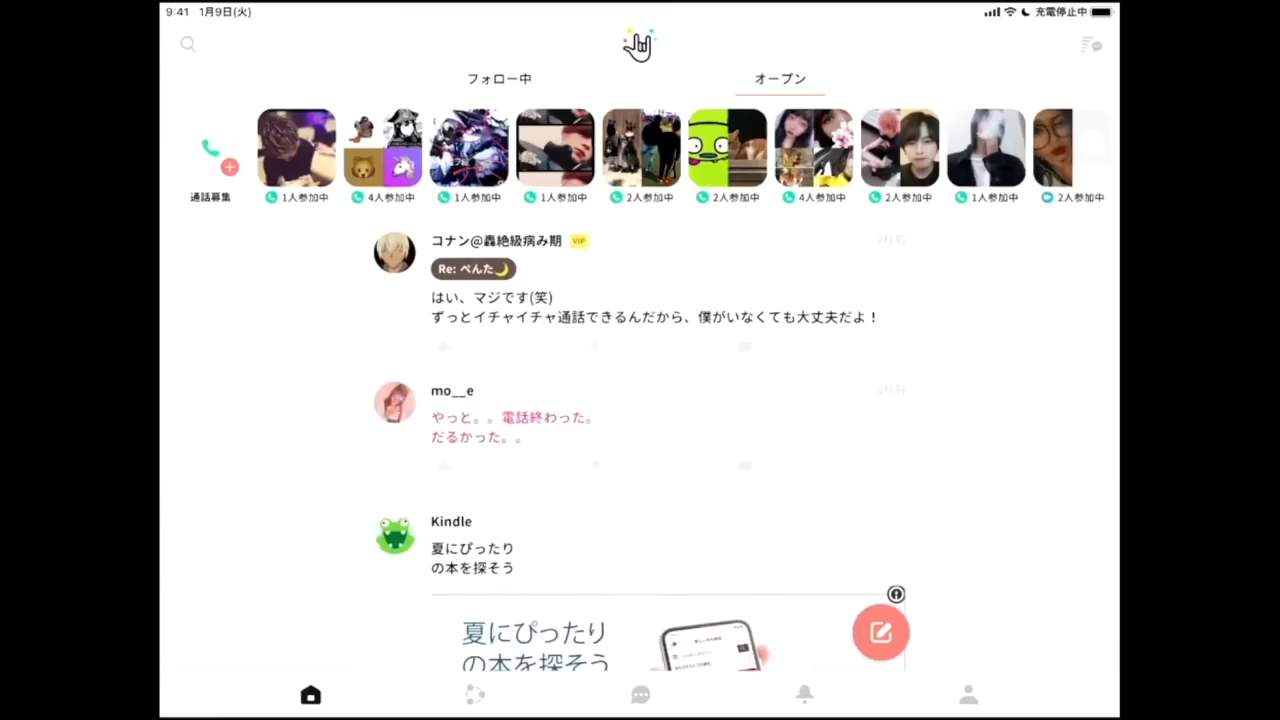 9:41 1月9日(火)
充電停止中
フォロー中
オープン
通話募集
1人参加中
4人参加中
1人参加中
1人参加中
2人参加中
2人参加中
4人参加中
2人参加中
1人参加中
2人参加中
コナン@轟絶級病み期 VIP
Re: ぺんた🌙
はい、マジです(笑)
ずっとイチャイチャ通話できるんだから、僕がいなくても大丈夫だよ！
mo__e
やっと。。電話終わった。
だるかった。。
Kindle
夏にぴったり
の本を探そう
夏にぴったり
の本を探そう